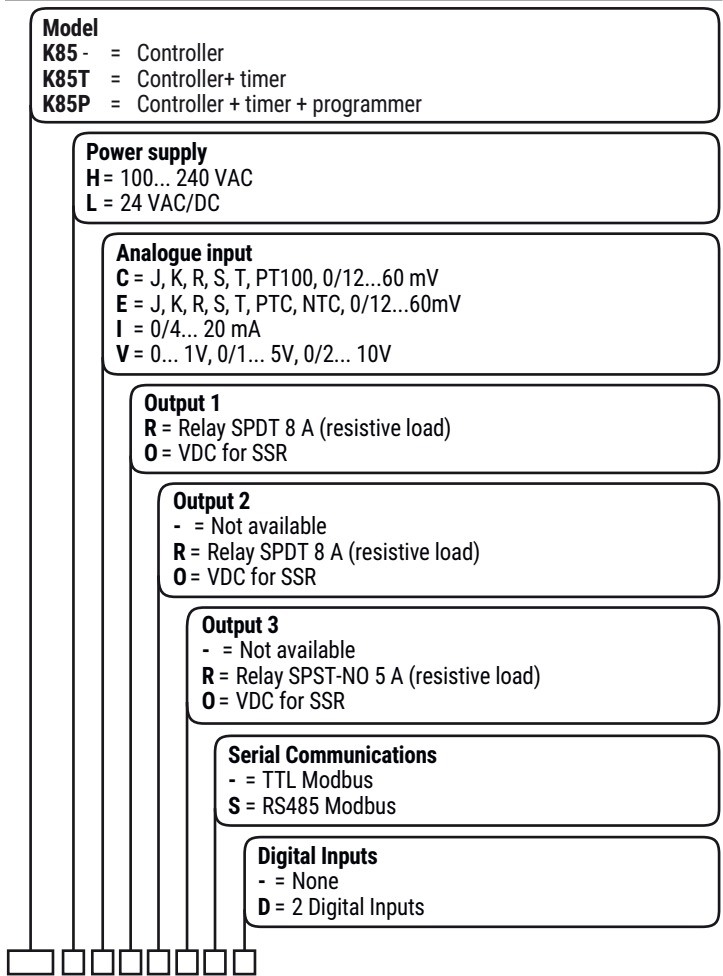 Model
K85 - = Controller
K85T = Controller+ timer
K85P = Controller + timer + programmer
Power supply
H = 100... 240 VAC
L = 24 VAC/DC
Analogue input
C = J, K, R, S, T, PT100, 0/12...60 mV
E = J, K, R, S, T, PTC, NTC, 0/12...60mV
I = 0/4... 20 mA
V = 0... 1V, 0/1... 5V, 0/2... 10V
Output 1
R = Relay SPDT 8 A (resistive load)
O = VDC for SSR
Output 2
- = Not available
R = Relay SPDT 8 A (resistive load)
O = VDC for SSR
Output 3
- = Not available
R = Relay SPST-NO 5 A (resistive load)
O = VDC for SSR
Serial Communications
- = TTL Modbus
S = RS485 Modbus
Digital Inputs
- = None
D = 2 Digital Inputs